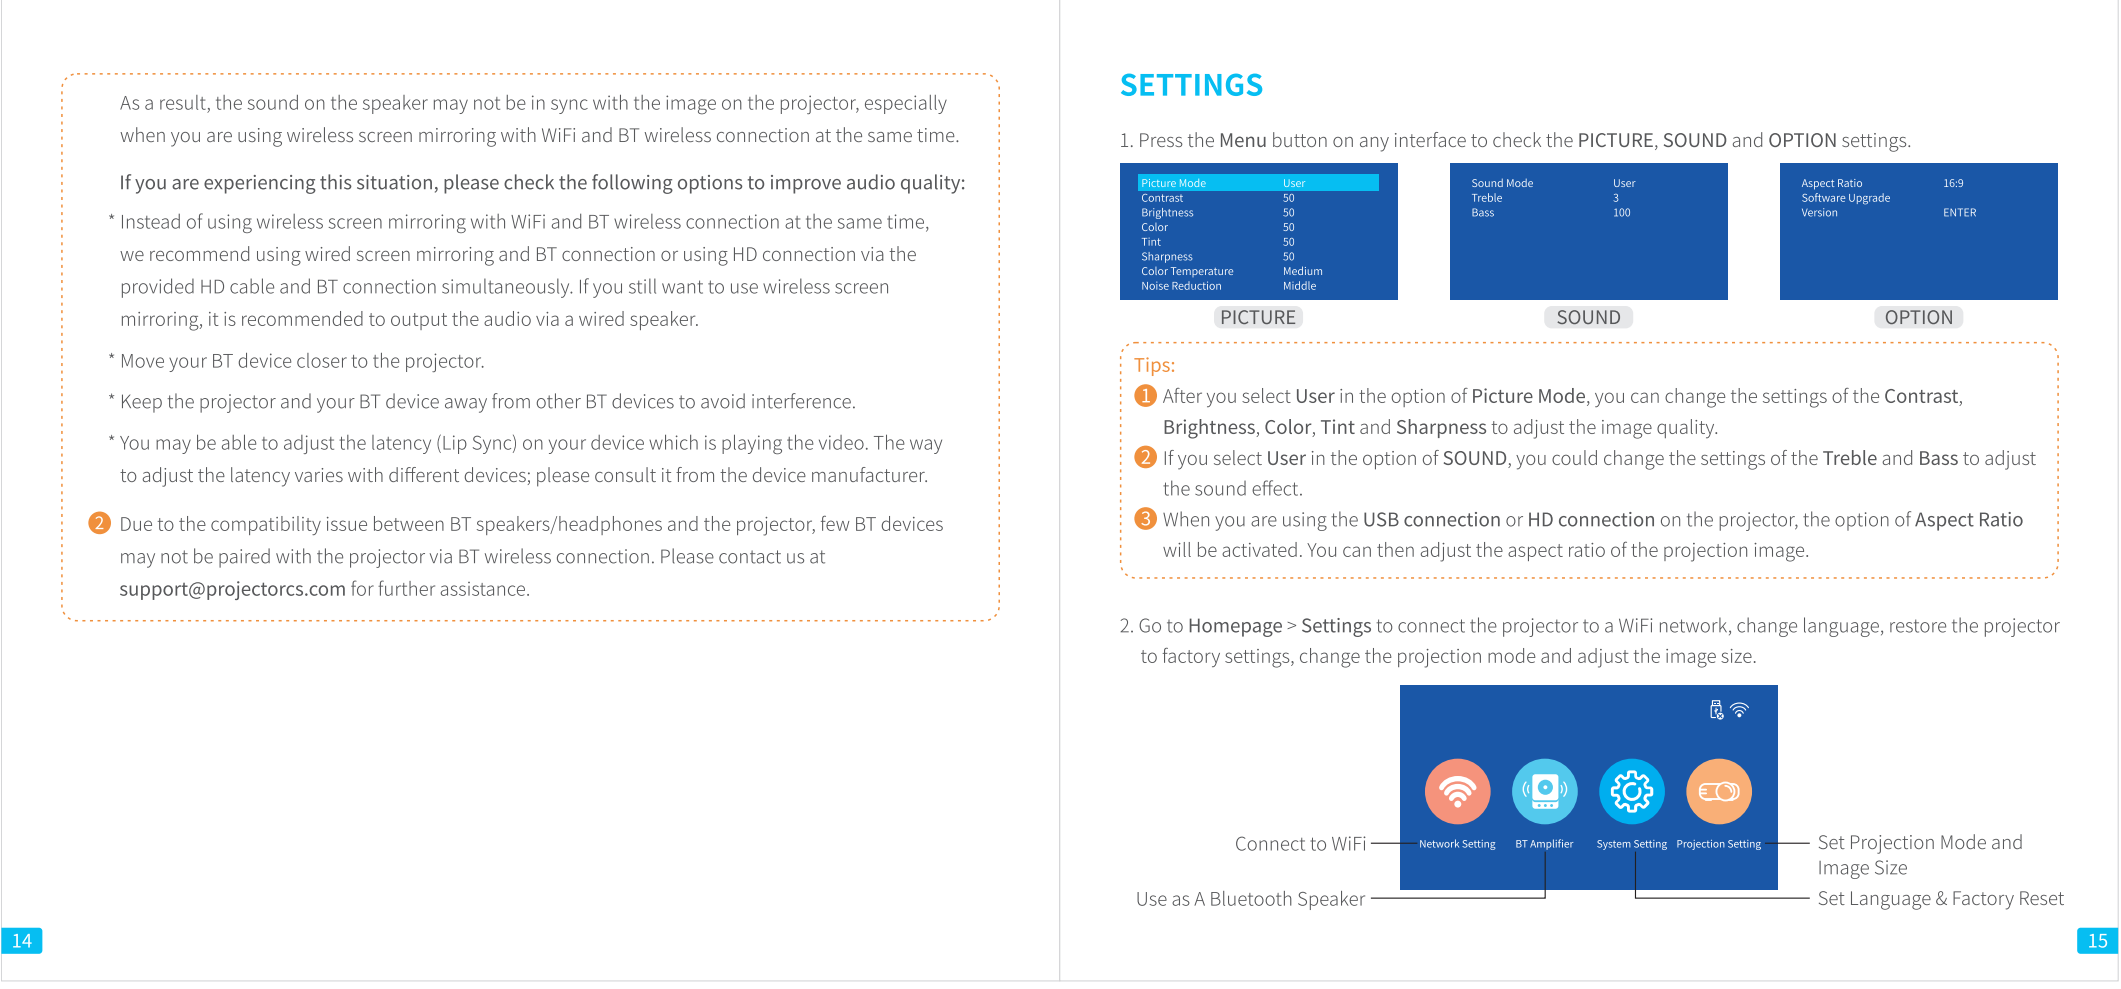 As a result, the sound on the speaker may not be in sync with the image on the projector, especially
when you are using wireless screen mirroring with WiFi and BT wireless connection at the same time.
If you are experiencing this situation, please check the following options to improve audio quality:
* Instead of using wireless screen mirroring with WiFi and BT wireless connection at the same time,
we recommend using wired screen mirroring and BT connection or using HD connection via the
provided HD cable and BT connection simultaneously. If you still want to use wireless screen
mirroring, it is recommended to output the audio via a wired speaker.
* Move your BT device closer to the projector.
* Keep the projector and your BT device away from other BT devices to avoid interference.
* You may be able to adjust the latency (Lip Sync) on your device which is playing the video. The way
to adjust the latency varies with different devices; please consult it from the device manufacturer.
2 Due to the compatibility issue between BT speakers/headphones and the projector, few BT devices
may not be paired with the projector via BT wireless connection. Please contact us at
support@projectorcs.com for further assistance.
14
SETTINGS
1. Press the Menu button on any interface to check the PICTURE, SOUND and OPTION settings.
Picture Mode User
Contrast 50
Brightness 50
Color 50
Tint 50
Sharpness 50
Color Temperature Medium
Noise Reduction Middle
PICTURE
Sound Mode User
Treble 3
Bass 100
SOUND
Aspect Ratio 16:9
Software Upgrade
Version ENTER
OPTION
Tips:
1 After you select User in the option of Picture Mode, you can change the settings of the Contrast,
Brightness, Color, Tint and Sharpness to adjust the image quality.
2 If you select User in the option of SOUND, you could change the settings of the Treble and Bass to adjust
the sound effect.
3 When you are using the USB connection or HD connection on the projector, the option of Aspect Ratio
will be activated. You can then adjust the aspect ratio of the projection image.
2. Go to Homepage > Settings to connect the projector to a WiFi network, change language, restore the projector
to factory settings, change the projection mode and adjust the image size.
Network Setting BT Amplifier System Setting Projection Setting
Connect to WiFi
Use as A Bluetooth Speaker
Set Projection Mode and
Image Size
Set Language & Factory Reset
15